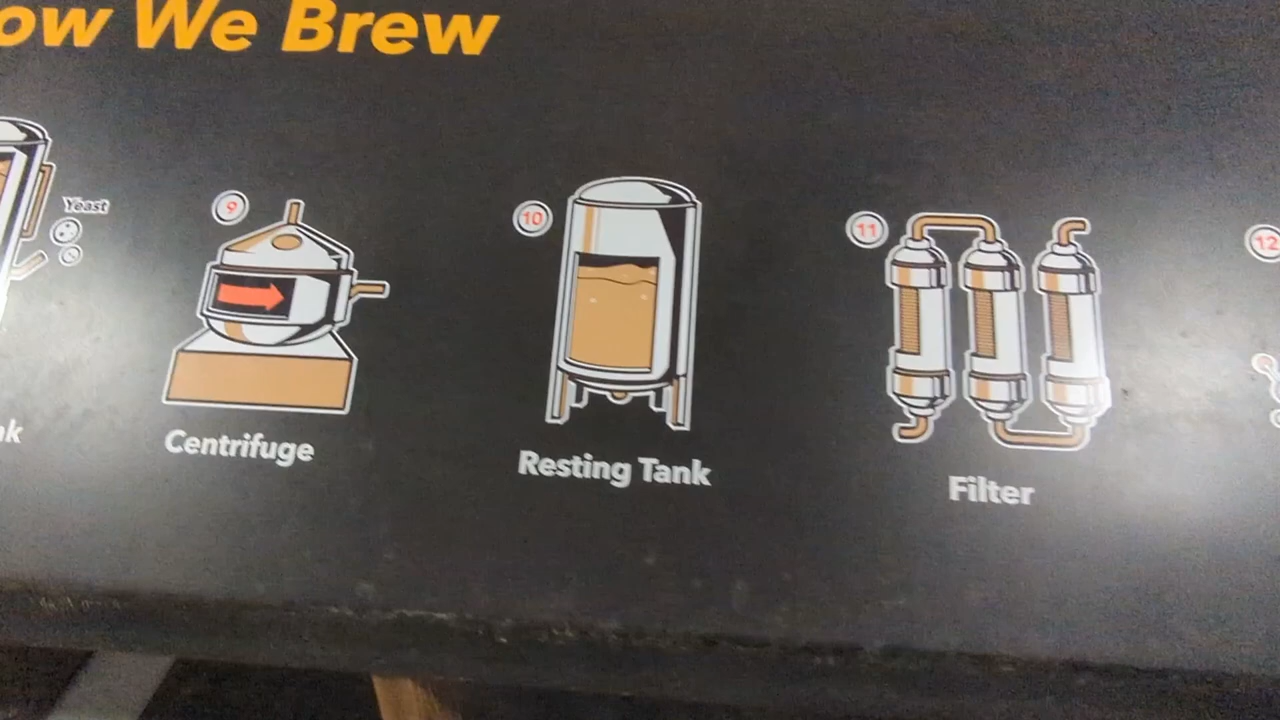 ow We Brew
Yeast
9
10
11
12
nk
Centrifuge
Resting Tank
Filter